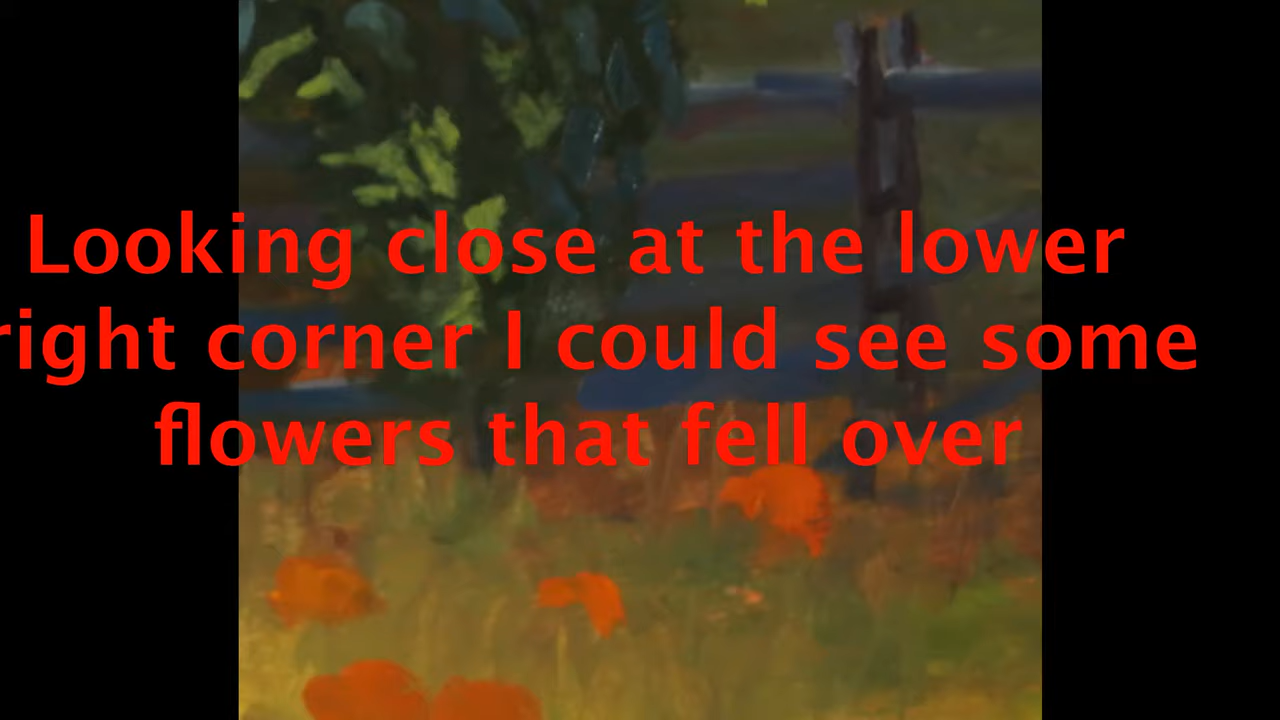 Looking close at the lower
right corner I could see some
flowers that fell over